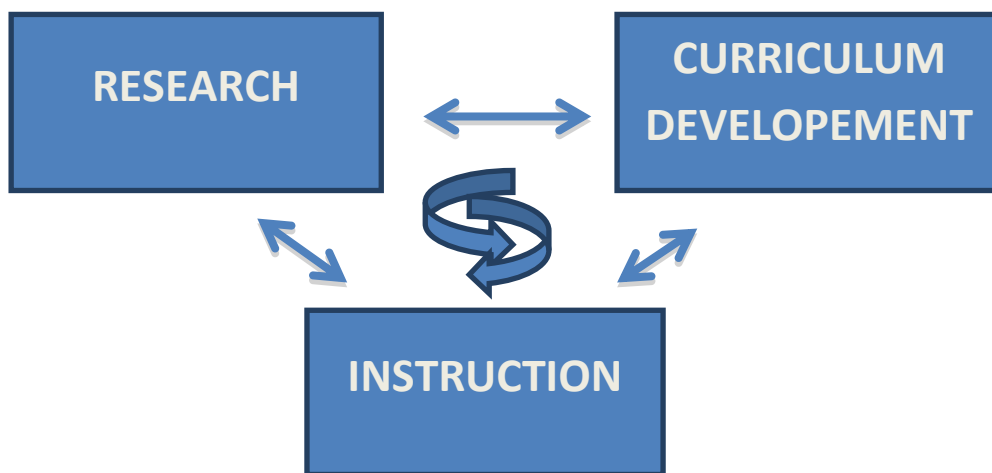 RESEARCH
CURRICULUM
DEVELOPEMENT
INSTRUCTION